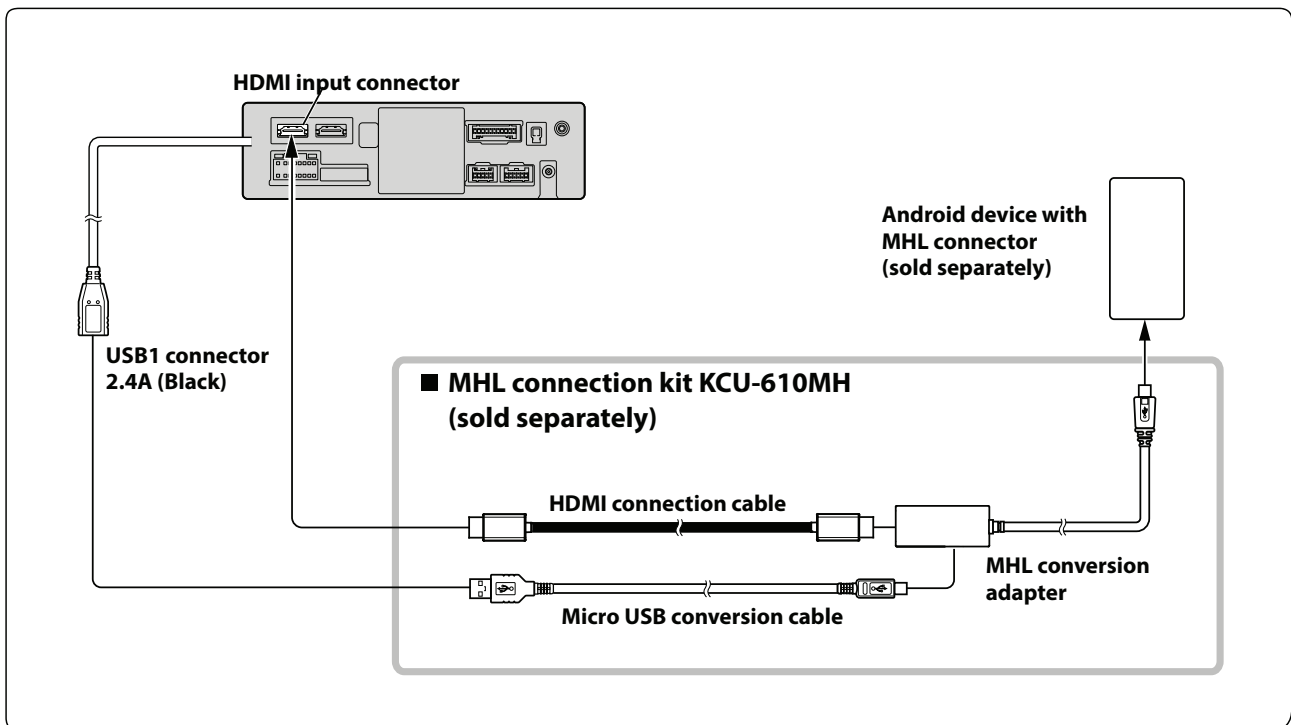 HDMI input connector
Android device with
MHL connector
(sold separately)
USB1 connector
2.4A (Black)
■ MHL connection kit KCU-610MH
(sold separately)
HDMI connection cable
MHL conversion
adapter
Micro USB conversion cable